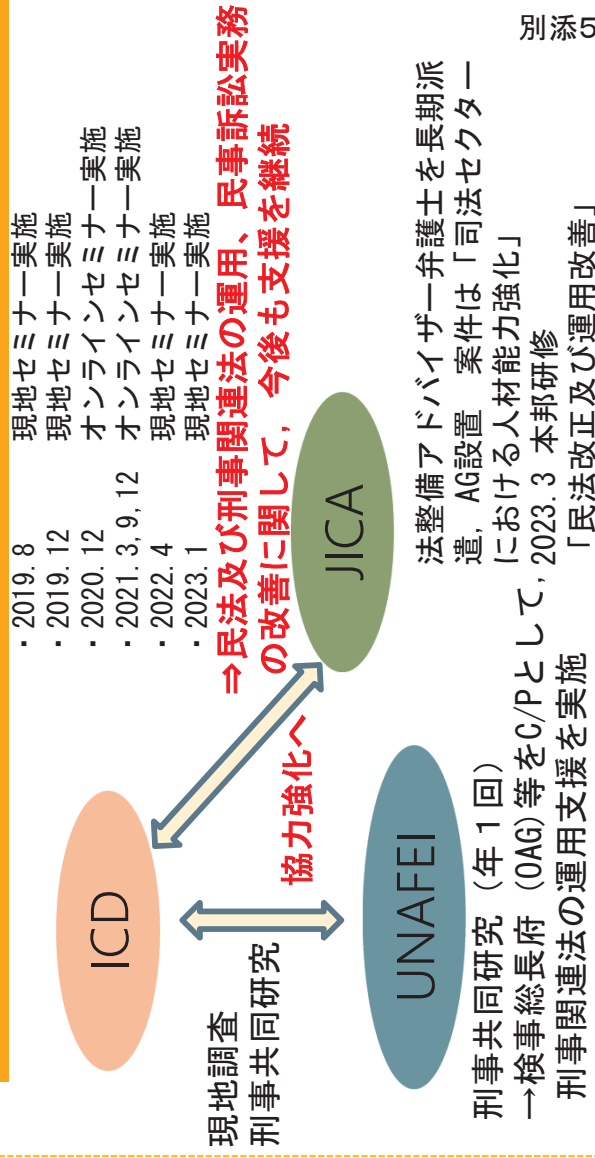 ・2019.8 現地セミナー実施
・2019.12 現地セミナー実施
・2020.12 オンラインセミナー実施
・2021.3,9,12 オンラインセミナー実施
・2022.4 現地セミナー実施
・2023.1 現地セミナー実施
⇒民法及び刑事関連法の運用、民事訴訟実務
の改善に関して，今後も支援を継続
ICD
JICA
協力強化へ
現地調査
刑事共同研究
UNAFEI
刑事共同研究（年１回）
→検事総長府（OAG)等をC/Pとして，
刑事関連法の運用支援を実施
法整備アドバイザー弁護士を長期派
遣，AG設置　案件は「司法セクター
における人材能力強化」
2023.3 本邦研修
「民法改正及び運用改善」
別添5